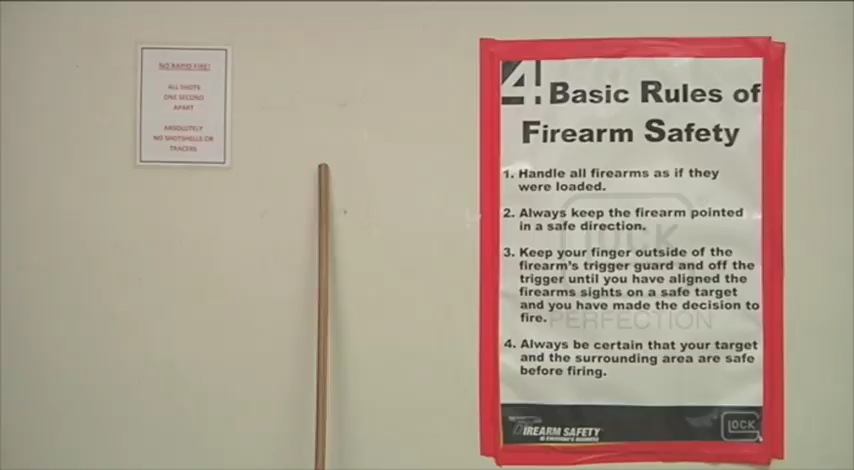 NO RAPID FIRE!
ALL SHOTS
ONE SECOND
APART
ABSOLUTELY
NO SHOTSHELLS OR
TRACERS
4 Basic Rules of
Firearm Safety
1. Handle all firearms as if they
were loaded.
2. Always keep the firearm pointed
in a safe direction.
3. Keep your finger outside of the
firearm's trigger guard and off the
trigger until you have aligned the
firearms sights on a safe target
and you have made the decision to
fire.
4. Always be certain that your target
and the surrounding area are safe
before firing.
GLOCK
PERFECTION
FIREARM SAFETY
GLOCK